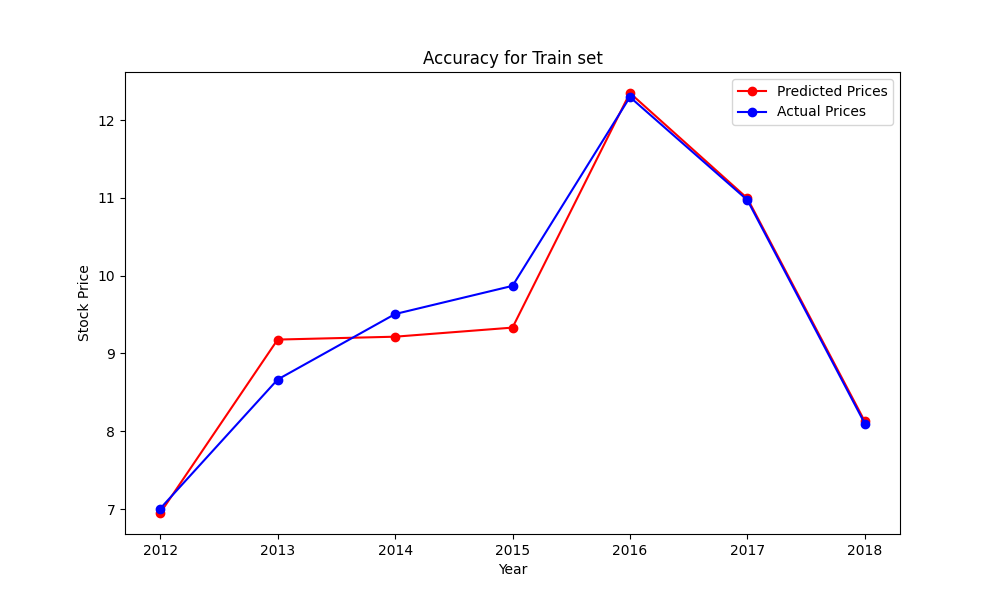 Accuracy for Train set
Predicted Prices
Actual Prices
12
11
10
9
8
7
Stock Price
2012 2013 2014 2015 2016 2017 2018
Year